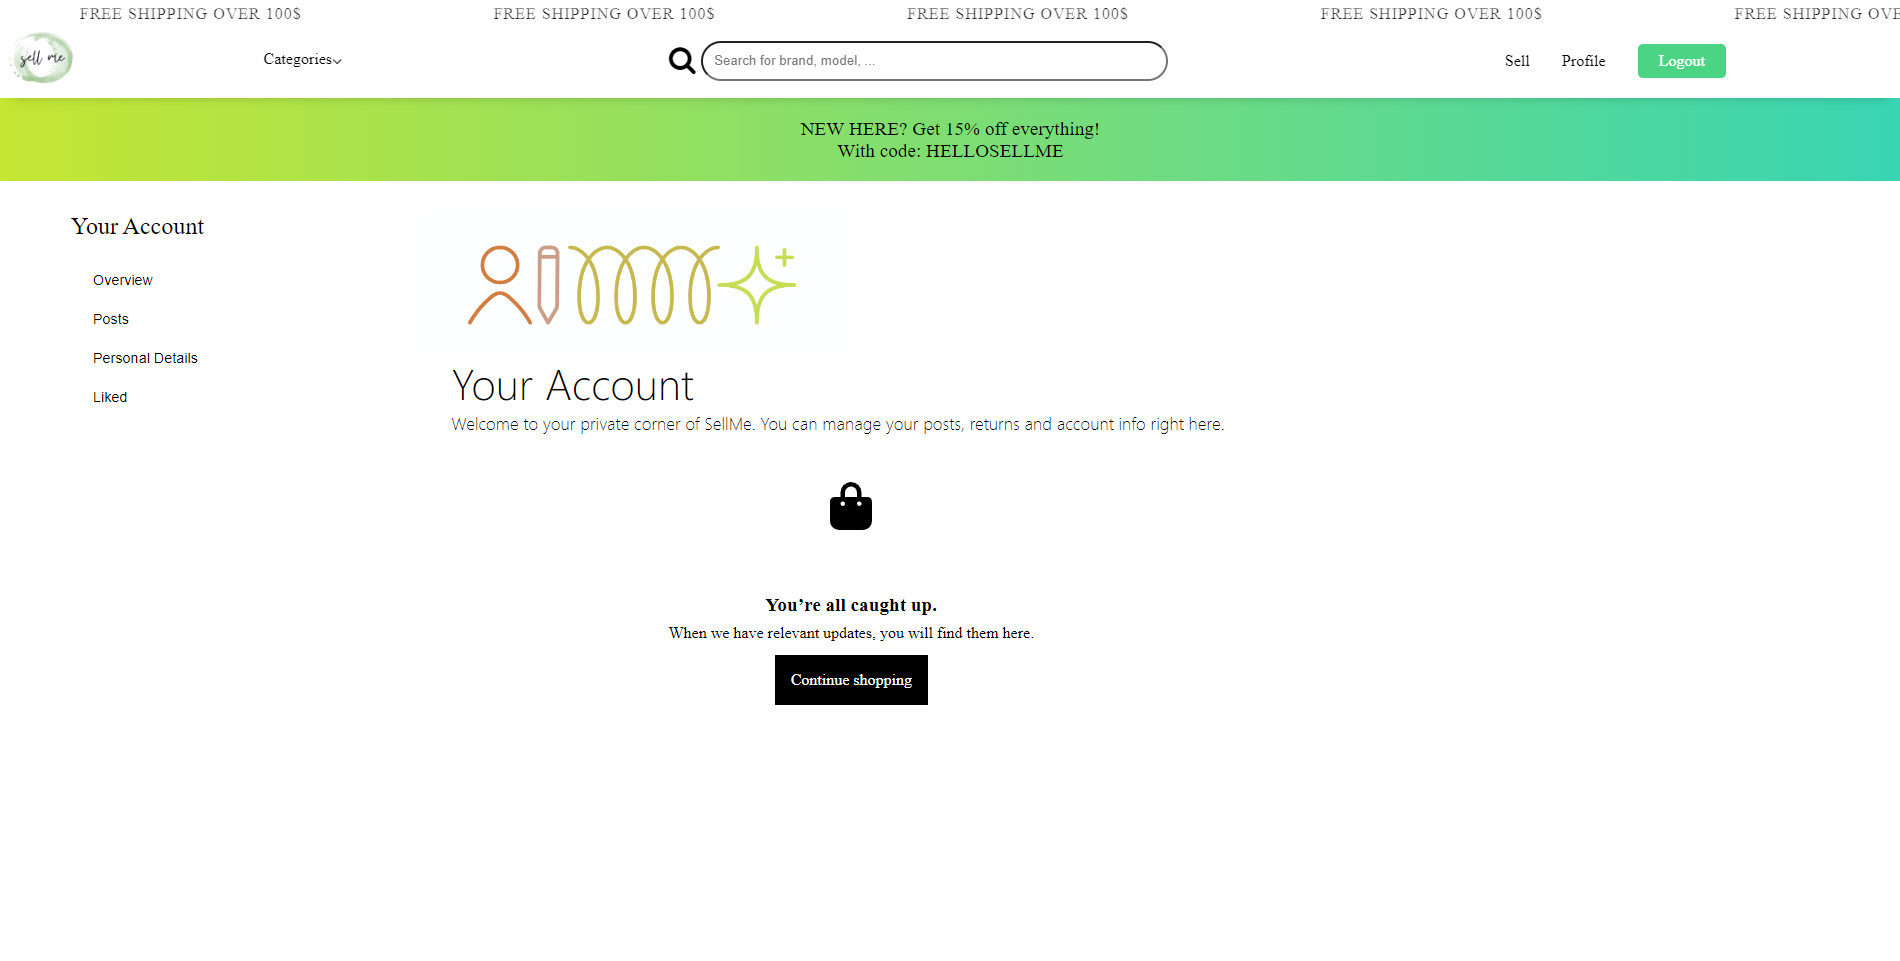 FREE SHIPPING OVER 100$ FREE SHIPPING OVER 100$ FREE SHIPPING OVER 100$ FREE SHIPPING OVER 100$ FREE SHIPPING OVE
sell me
Categories
Search for brand, model, ...
Sell
Profile
Logout
NEW HERE? Get 15% off everything!
With code: HELLOSELLME
Your Account
Overview
Posts
Personal Details
Liked
Your Account
Welcome to your private corner of SellMe. You can manage your posts, returns and account info right here.
You’re all caught up.
When we have relevant updates, you will find them here.
Continue shopping